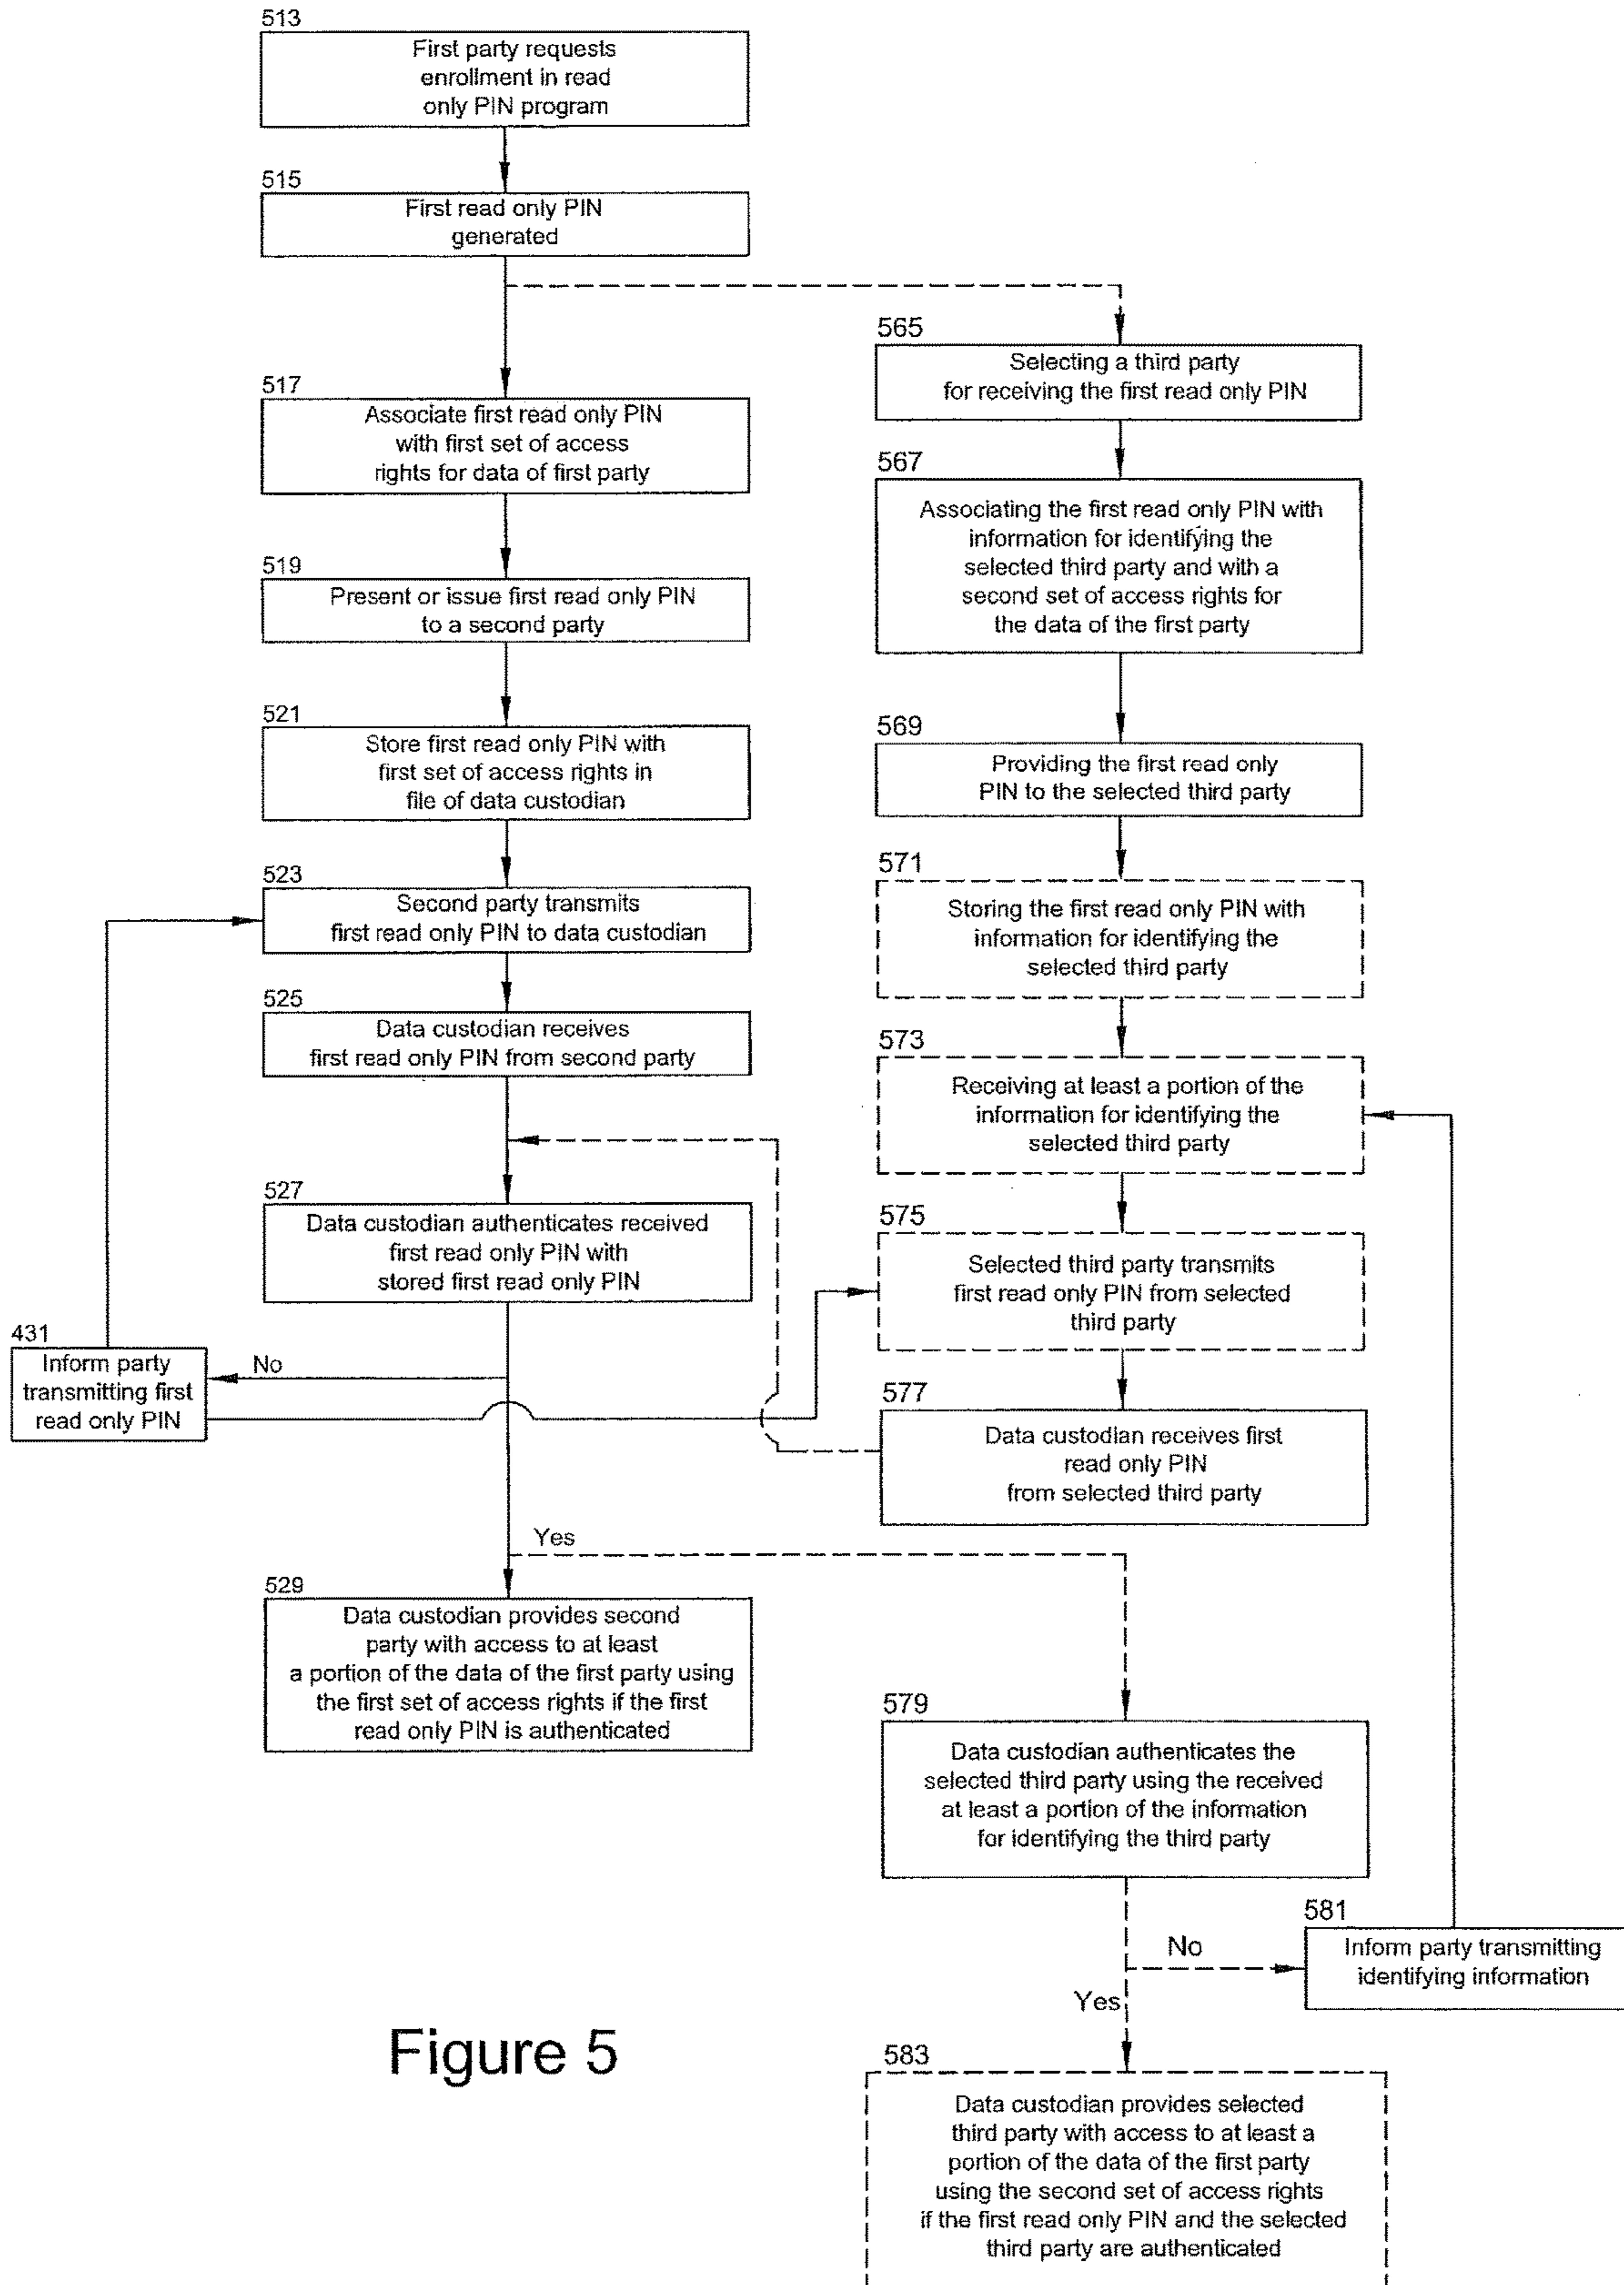 513
First party requests
enrollment in read
only PIN program
515
First read only PIN
generated
517
Associate first read only PIN
with first set of access
rights for data of first party
519
Present or issue first read only PIN
to a second party
521
Store first read only PIN with
first set of access rights in
file of data custodian
523
Second party transmits
first read only PIN to data custodian
525
Data custodian receives
first read only PIN from second party
527
Data custodian authenticates received
first read only PIN with
stored first read only PIN
431
Inform party
transmitting first
read only PIN
No
Yes
529
Data custodian provides second
party with access to at least
a portion of the data of the first party using
the first set of access rights if the first
read only PIN is authenticated
565
Selecting a third party
for receiving the first read only PIN
567
Associating the first read only PIN with
information for identifying the
selected third party and with a
second set of access rights for
the data of the first party
569
Providing the first read only
PIN to the selected third party
571
Storing the first read only PIN with
information for identifying the
selected third party
573
Receiving at least a portion of the
information for identifying the
selected third party
575
Selected third party transmits
first read only PIN from selected
third party
577
Data custodian receives first
read only PIN
from selected third party
579
Data custodian authenticates the
selected third party using the received
at least a portion of the information
for identifying the third party
No
581
Inform party transmitting
identifying information
Yes
583
Data custodian provides selected
third party with access to at least a
portion of the data of the first party
using the second set of access rights
if the first read only PIN and the selected
third party are authenticated
Figure 5